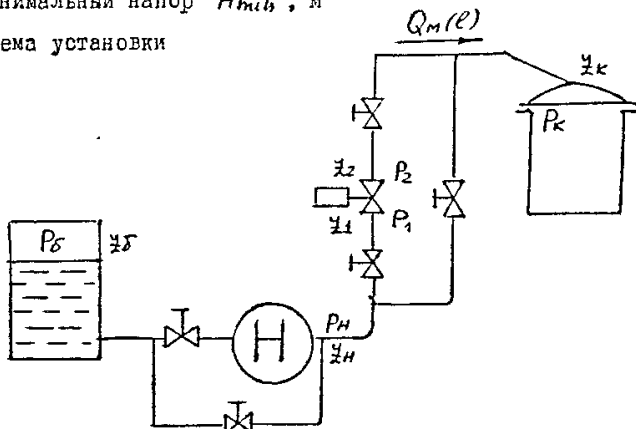 нимальный напор Hmin, м
ема установки
Qм(ℓ)
Zк
Pк
Z2 P2
Z1 P1
Pб Zб
H
Pн
Zн